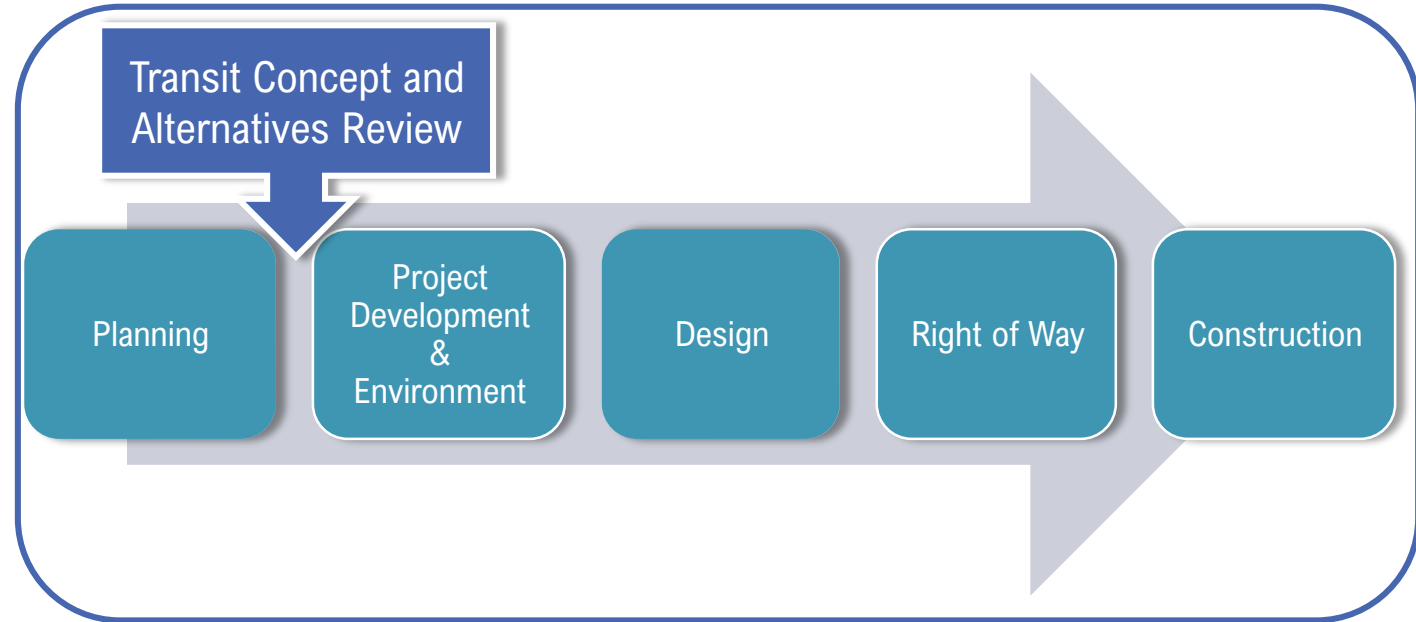 Transit Concept and
Alternatives Review
Planning
Project
Development
&
Environment
Design
Right of Way
Construction